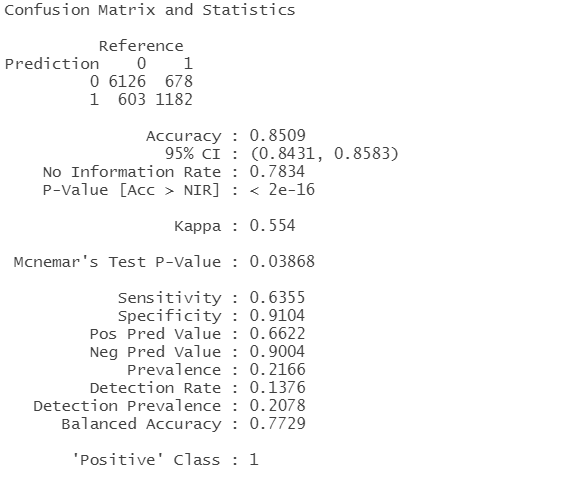 Confusion Matrix and Statistics
Reference
Prediction 0 1
0 6126 678
1 603 1182
Accuracy : 0.8509
95% CI : (0.8431, 0.8583)
No Information Rate : 0.7834
P-Value [Acc > NIR] : < 2e-16
Kappa : 0.554
Mcnemar's Test P-Value : 0.03868
Sensitivity : 0.6355
Specificity : 0.9104
Pos Pred Value : 0.6622
Neg Pred Value : 0.9004
Prevalence : 0.2166
Detection Rate : 0.1376
Detection Prevalence : 0.2078
Balanced Accuracy : 0.7729
'Positive' Class : 1